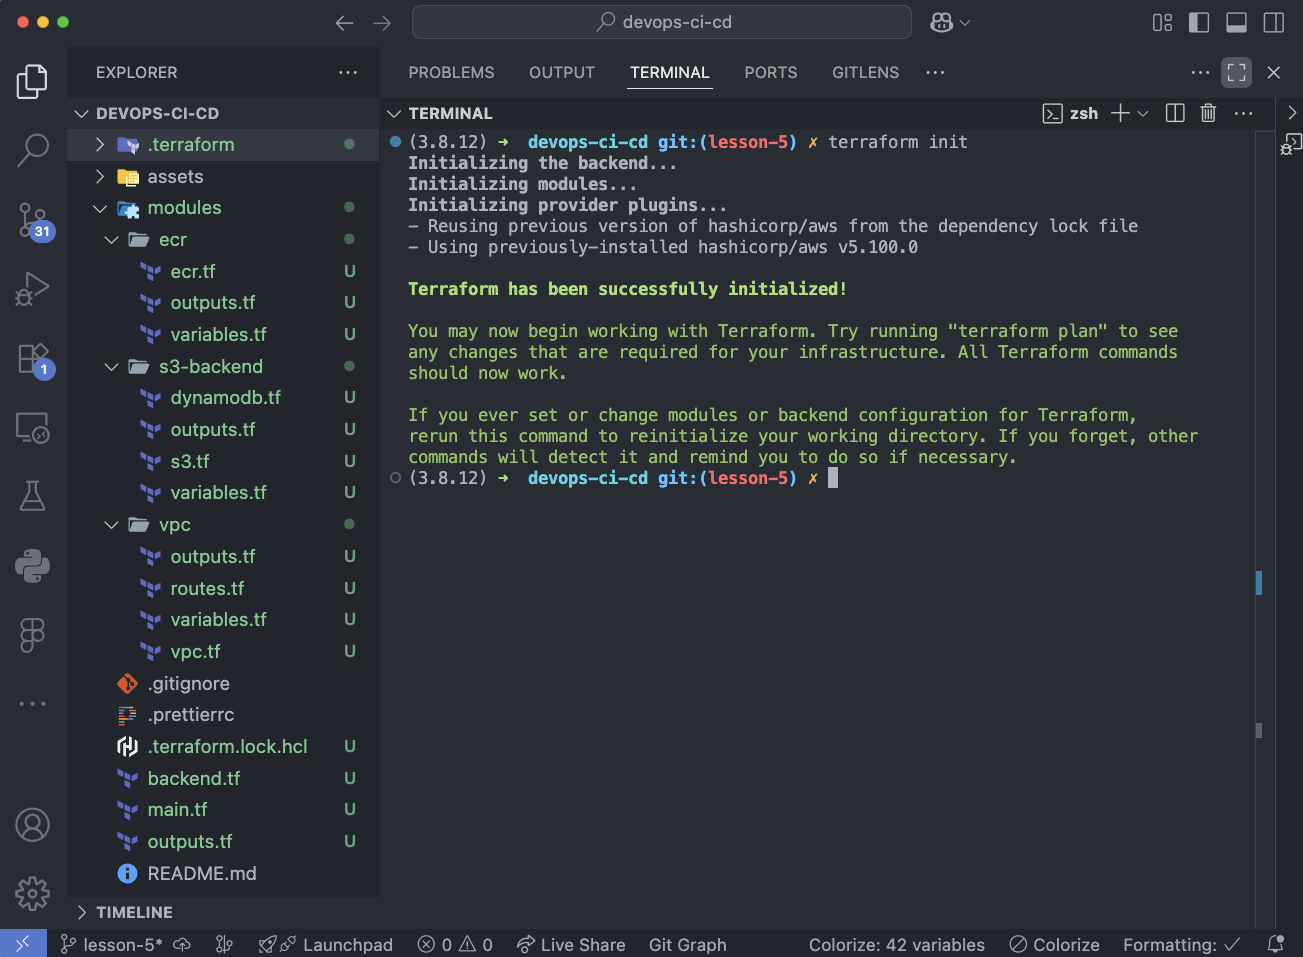 devops-ci-cd
EXPLORER
PROBLEMS OUTPUT TERMINAL PORTS GITLENS
DEVOPS-CI-CD
.terraform
assets
modules
ecr
ecr.tf U
outputs.tf U
variables.tf U
s3-backend
dynamodb.tf U
outputs.tf U
s3.tf U
variables.tf U
vpc
outputs.tf U
routes.tf U
variables.tf U
vpc.tf U
.gitignore
.prettierrc
.terraform.lock.hcl U
backend.tf U
main.tf U
outputs.tf U
README.md
TIMELINE
31
1
TERMINAL
zsh
(3.8.12) ➜ devops-ci-cd git:(lesson-5) ✗ terraform init
Initializing the backend...
Initializing modules...
Initializing provider plugins...
- Reusing previous version of hashicorp/aws from the dependency lock file
- Using previously-installed hashicorp/aws v5.100.0
Terraform has been successfully initialized!
You may now begin working with Terraform. Try running "terraform plan" to see
any changes that are required for your infrastructure. All Terraform commands
should now work.
If you ever set or change modules or backend configuration for Terraform,
rerun this command to reinitialize your working directory. If you forget, other
commands will detect it and remind you to do so if necessary.
(3.8.12) ➜ devops-ci-cd git:(lesson-5) ✗
lesson-5* Launchpad 0 0 Live Share Git Graph Colorize: 42 variables Colorize Formatting: ✓